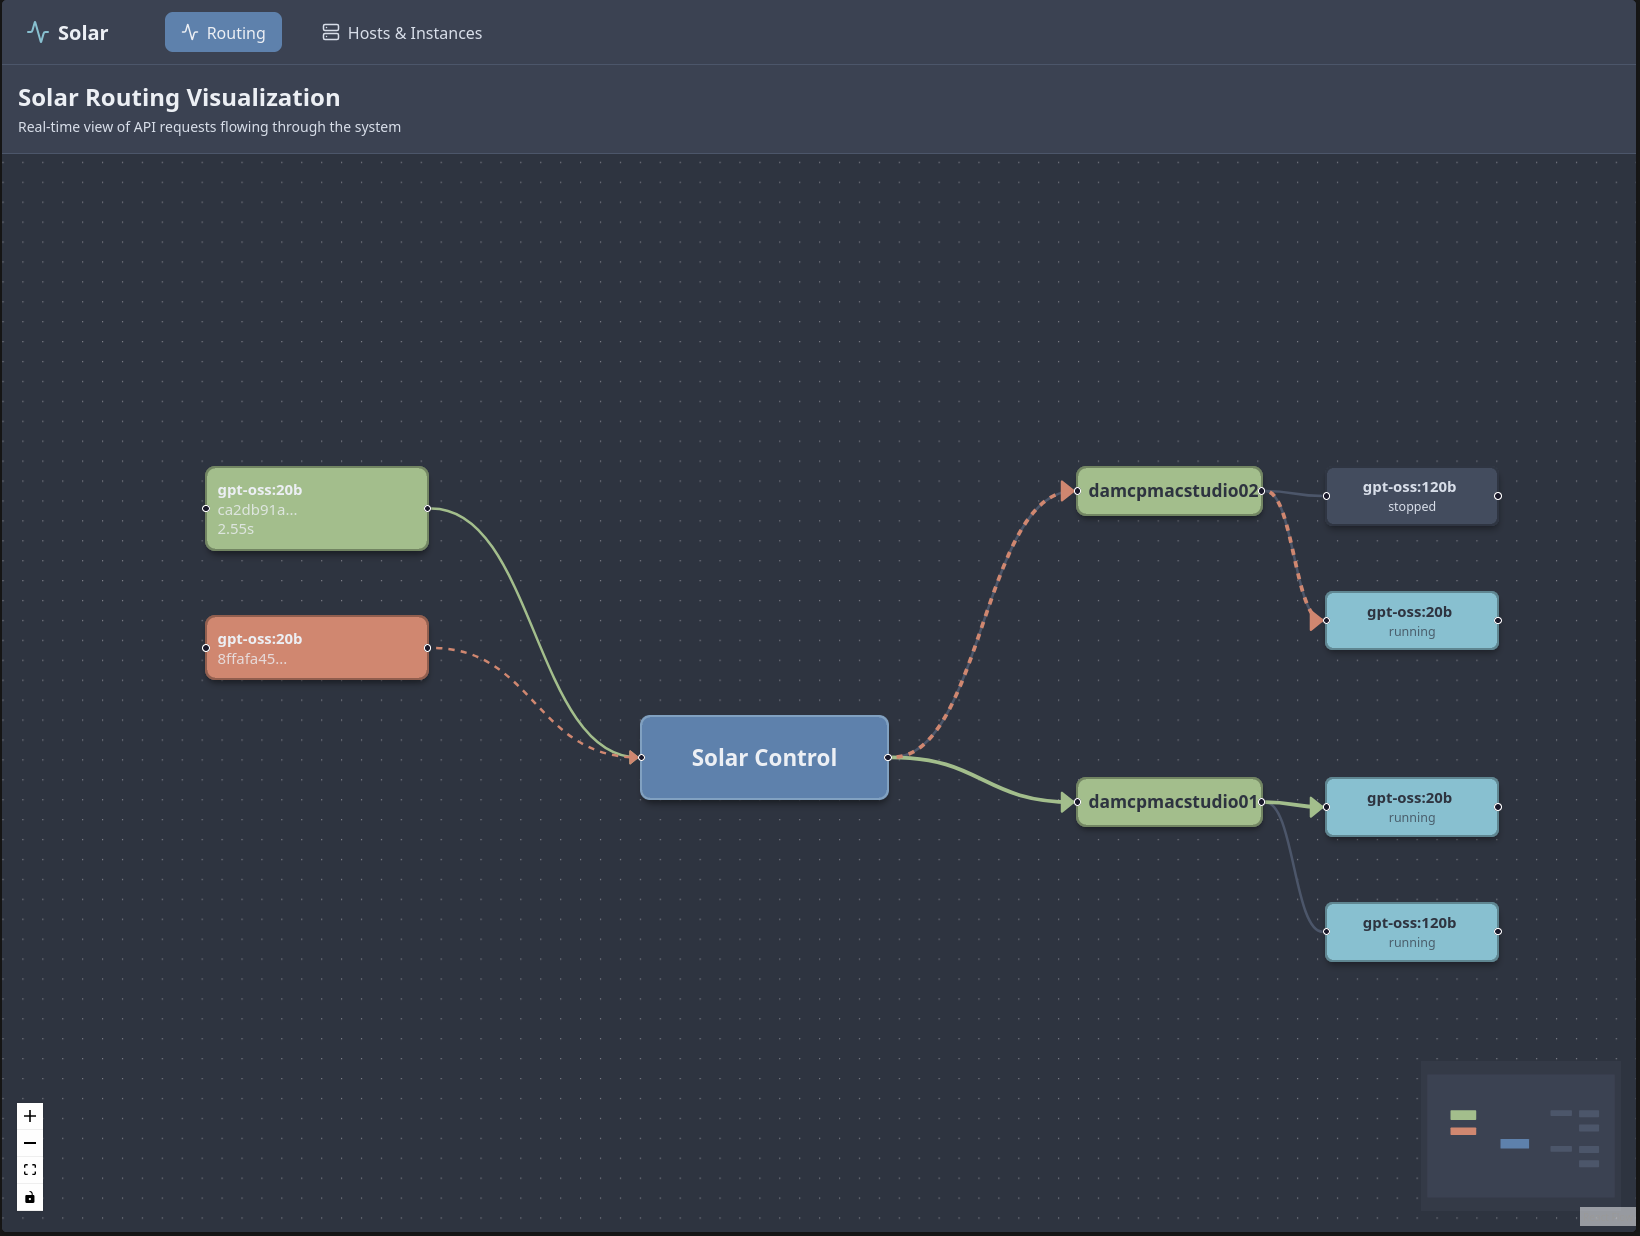 Solar
Routing
Hosts & Instances
Solar Routing Visualization
Real-time view of API requests flowing through the system
gpt-oss:20b
ca2db91a...
2.55s
gpt-oss:20b
8ffafa45...
Solar Control
damcpmacstudio02
gpt-oss:120b
stopped
gpt-oss:20b
running
damcpmacstudio01
gpt-oss:20b
running
gpt-oss:120b
running